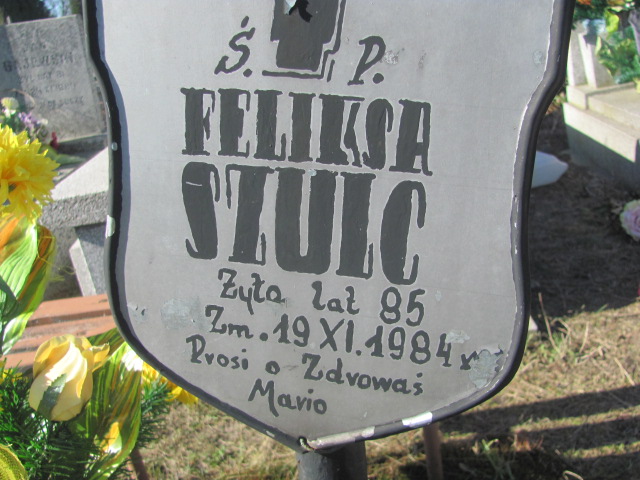 Ś. P.
FELIKSA
SZULC
Żyła lat 85
Zm. 19 XI. 1984 r
Prosi o Zdrowaś
Mario